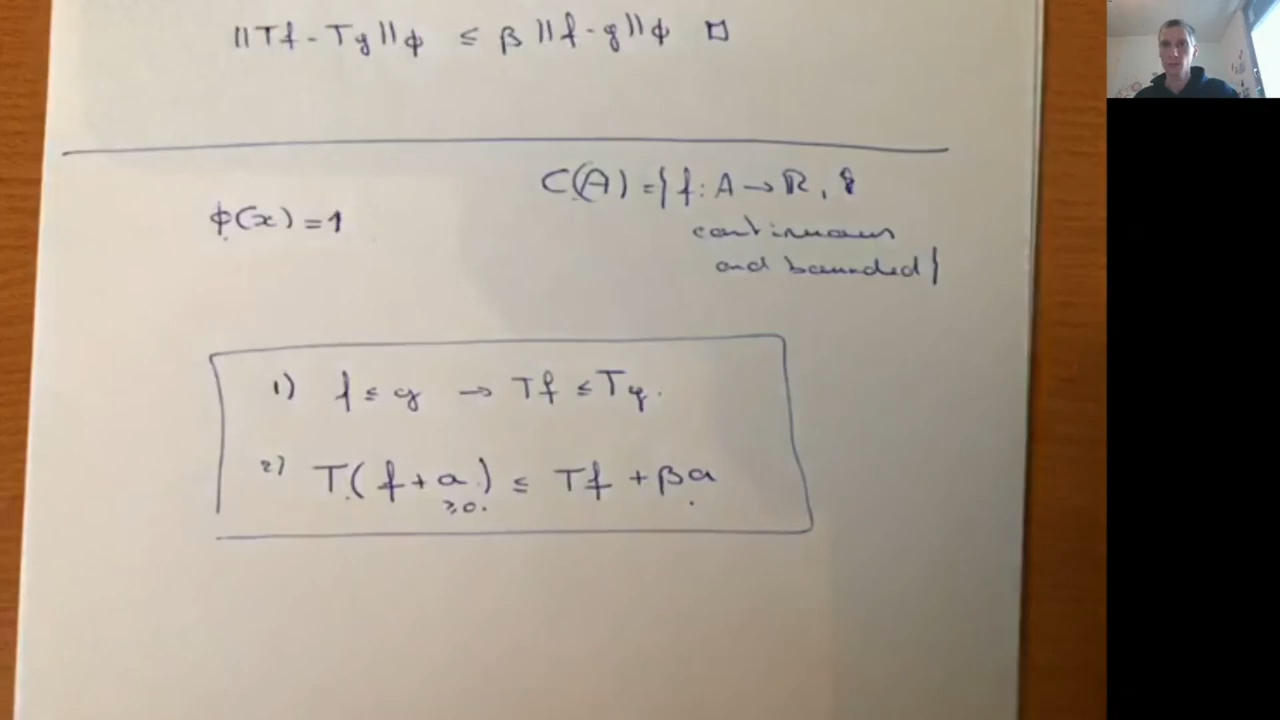 ||Tf - Tg||ϕ ≤ β ||f - g||ϕ □
C(A) = { f : A → ℝ,
ϕ(x) = 1
continuous
and bounded }
1) f ≤ g → Tf ≤ Tg.
2) T(f + a) ≤ Tf + βa
≥0.